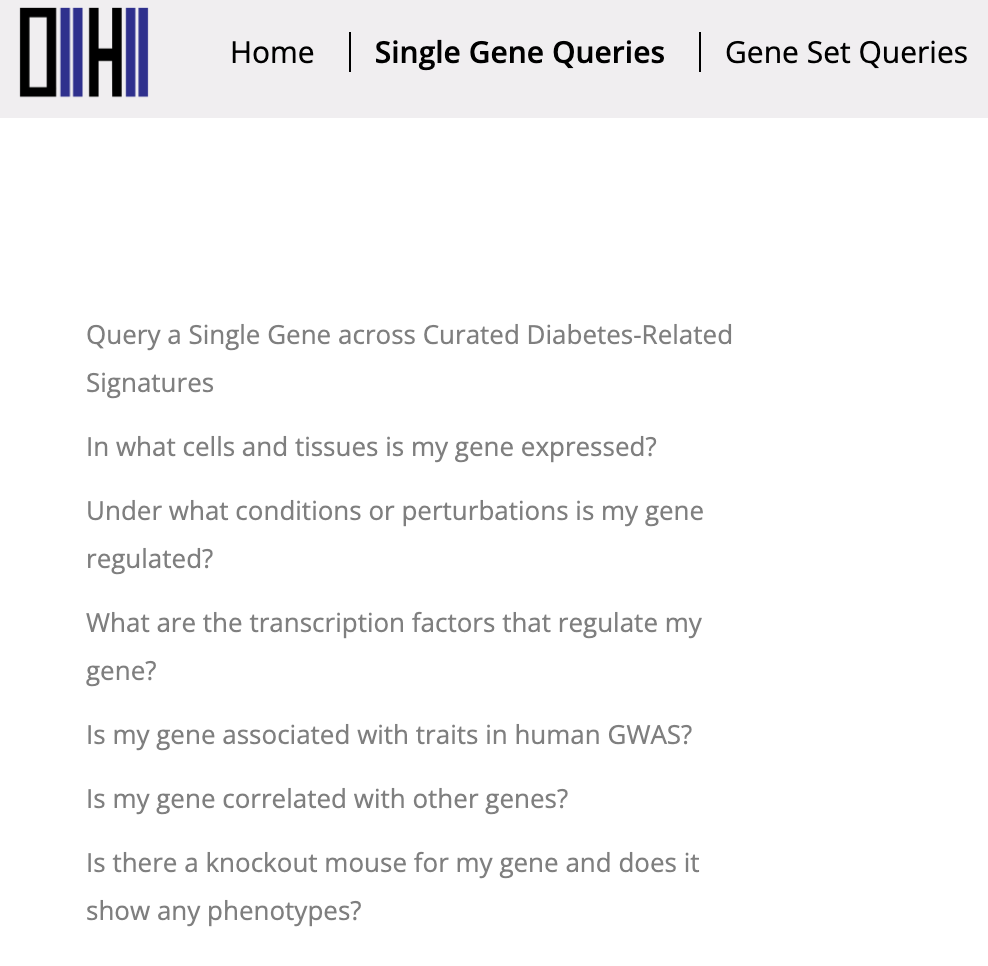 Home Single Gene Queries Gene Set Queries
Query a Single Gene across Curated Diabetes-Related
Signatures
In what cells and tissues is my gene expressed?
Under what conditions or perturbations is my gene
regulated?
What are the transcription factors that regulate my
gene?
Is my gene associated with traits in human GWAS?
Is my gene correlated with other genes?
Is there a knockout mouse for my gene and does it
show any phenotypes?